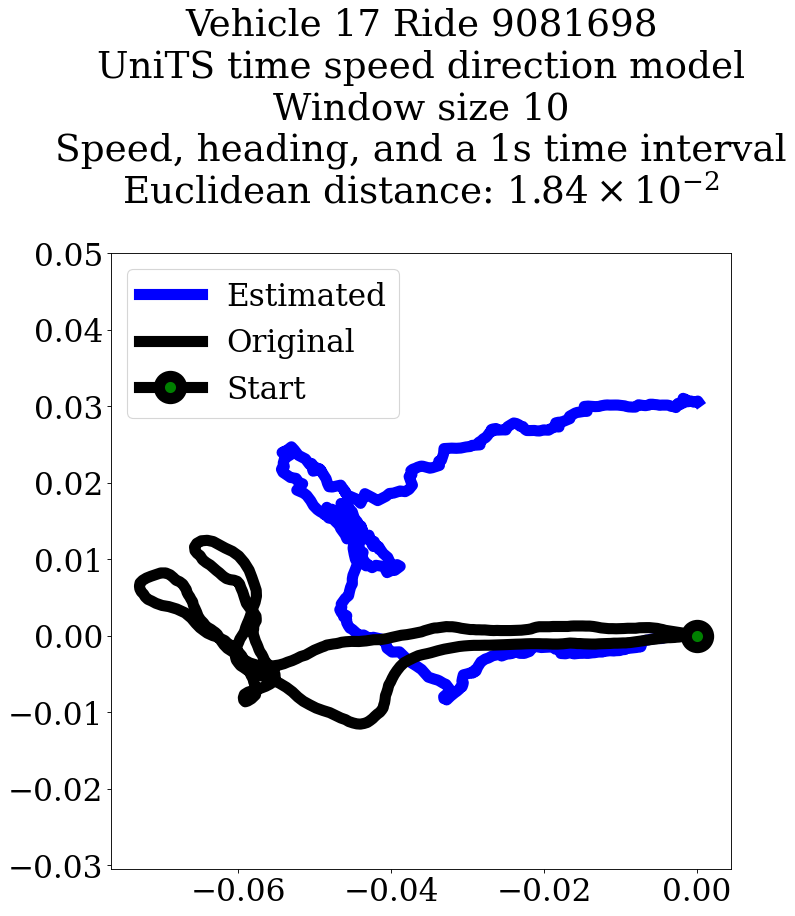 Vehicle 17 Ride 9081698
UniTS time speed direction model
Window size 10
Speed, heading, and a 1s time interval
Euclidean distance: 1.84 × 10⁻²
0.05
Estimated
0.04
Original
Start
0.03
0.02
0.01
0.00
−0.01
−0.02
−0.03
−0.06 −0.04 −0.02 0.00